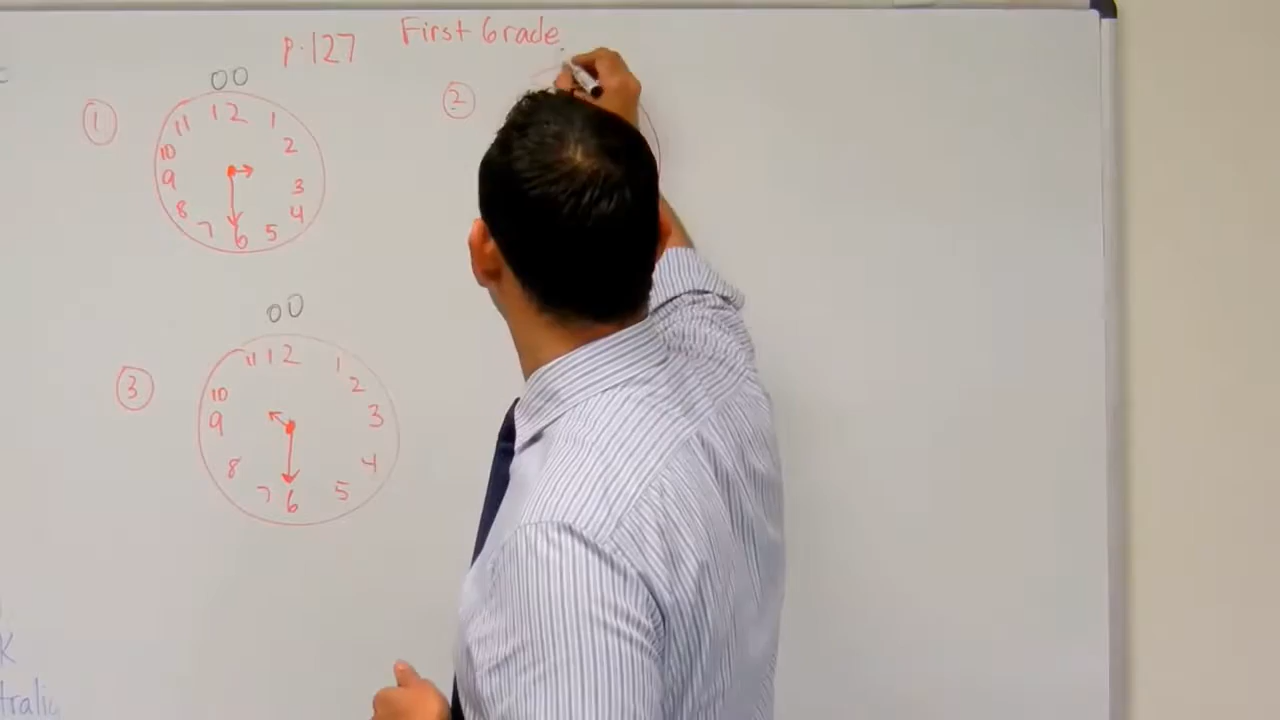 p.127 First Grade
① 00
11 12 1
10 2
9 3
8 4
7 6 5
②
③ 00
11 12 1
10 2
9 3
8 4
7 6 5
K
tralia